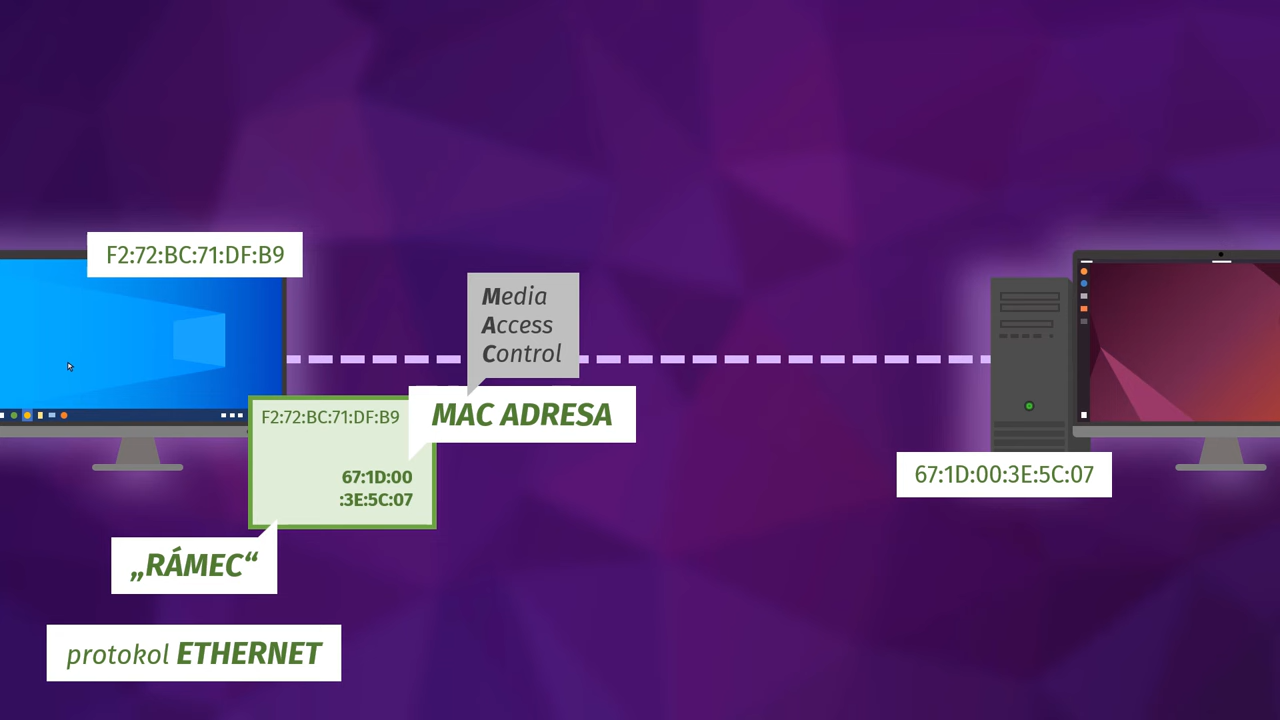 F2:72:BC:71:DF:B9
Media
Access
Control
MAC ADRESA
F2:72:BC:71:DF:B9
67:1D:00
:3E:5C:07
67:1D:00:3E:5C:07
„RÁMEC“
protokol ETHERNET